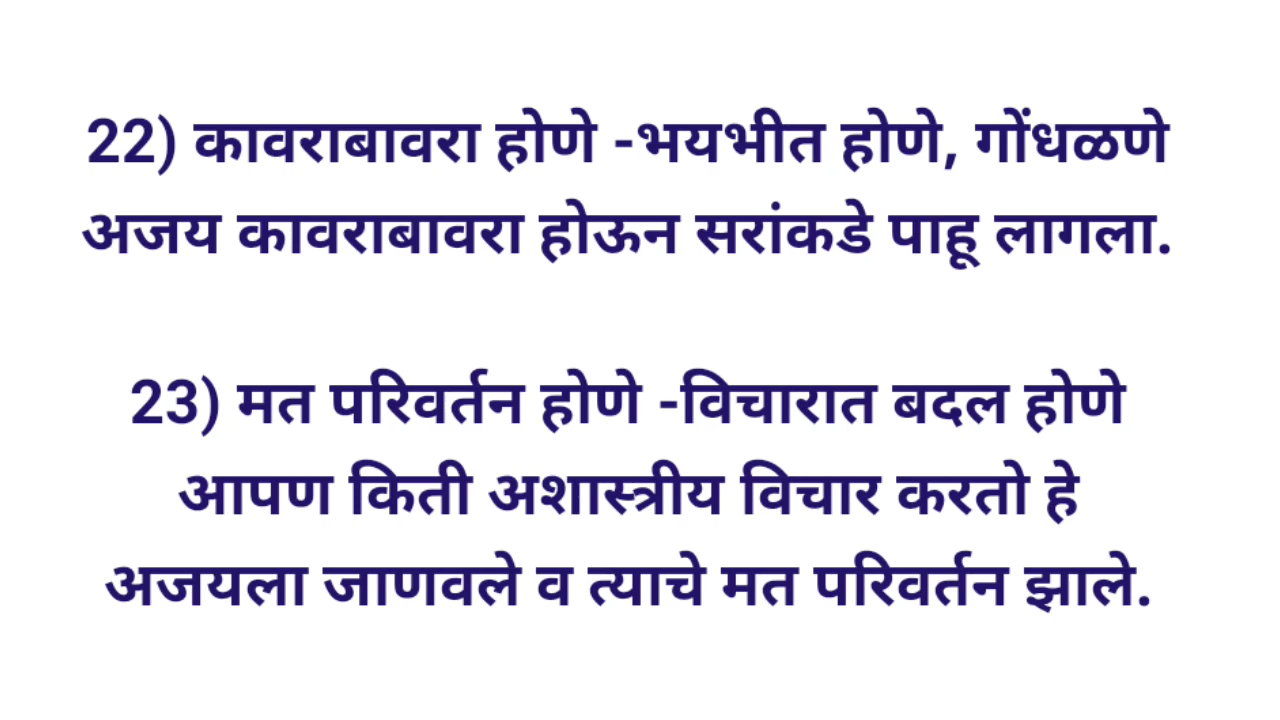 22) कावराबावरा होणे -भयभीत होणे, गोंधळणे
अजय कावराबावरा होऊन सरांकडे पाहू लागला.
23) मत परिवर्तन होणे -विचारात बदल होणे
आपण किती अशास्त्रीय विचार करतो हे
अजयला जाणवले व त्याचे मत परिवर्तन झाले.